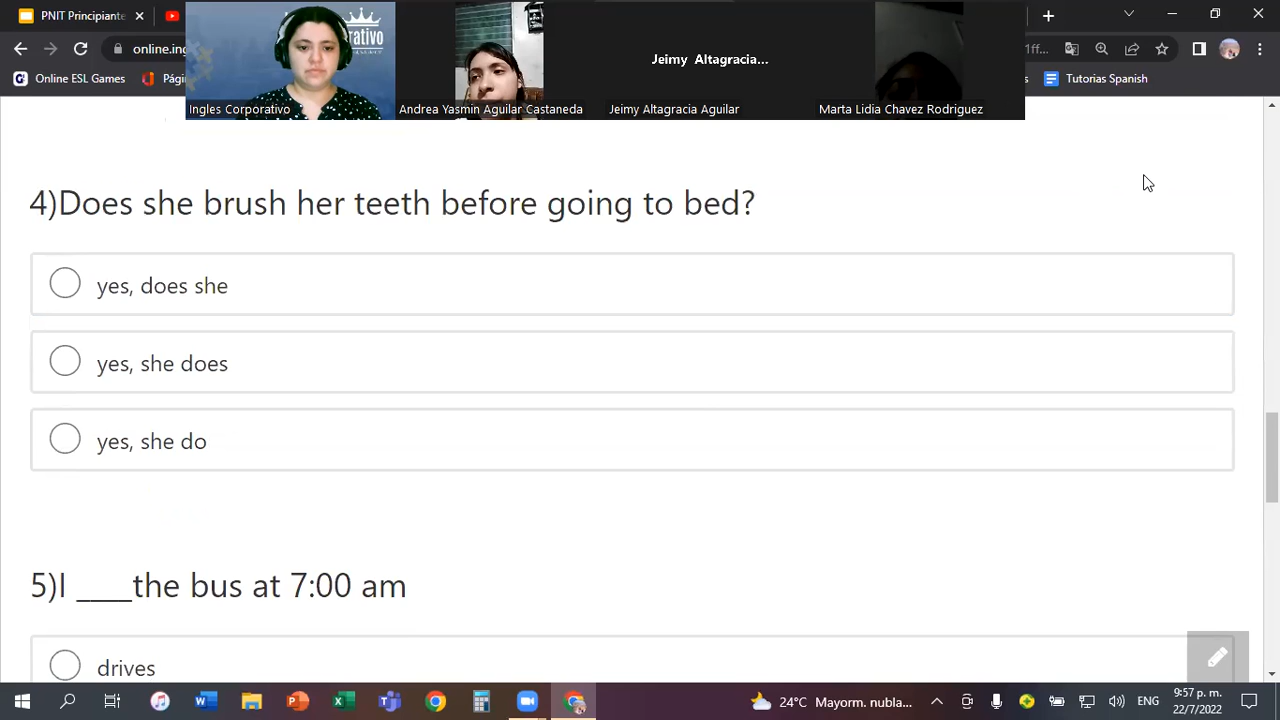 PNIT Principiante
online.ing
1ff...
Online ESL Games
Pági
Tutorias Spanish
rativo
Ingles Corporativo
Andrea Yasmin Aguilar Castaneda
Jeimy Altagracia...
Jeimy Altagracia Aguilar
Marta Lidia Chavez Rodriguez
4)Does she brush her teeth before going to bed?
yes, does she
yes, she does
yes, she do
5)I ____the bus at 7:00 am
drives
24°C Mayorm. nubla...
ENG
9:57 p. m.
22/7/2022